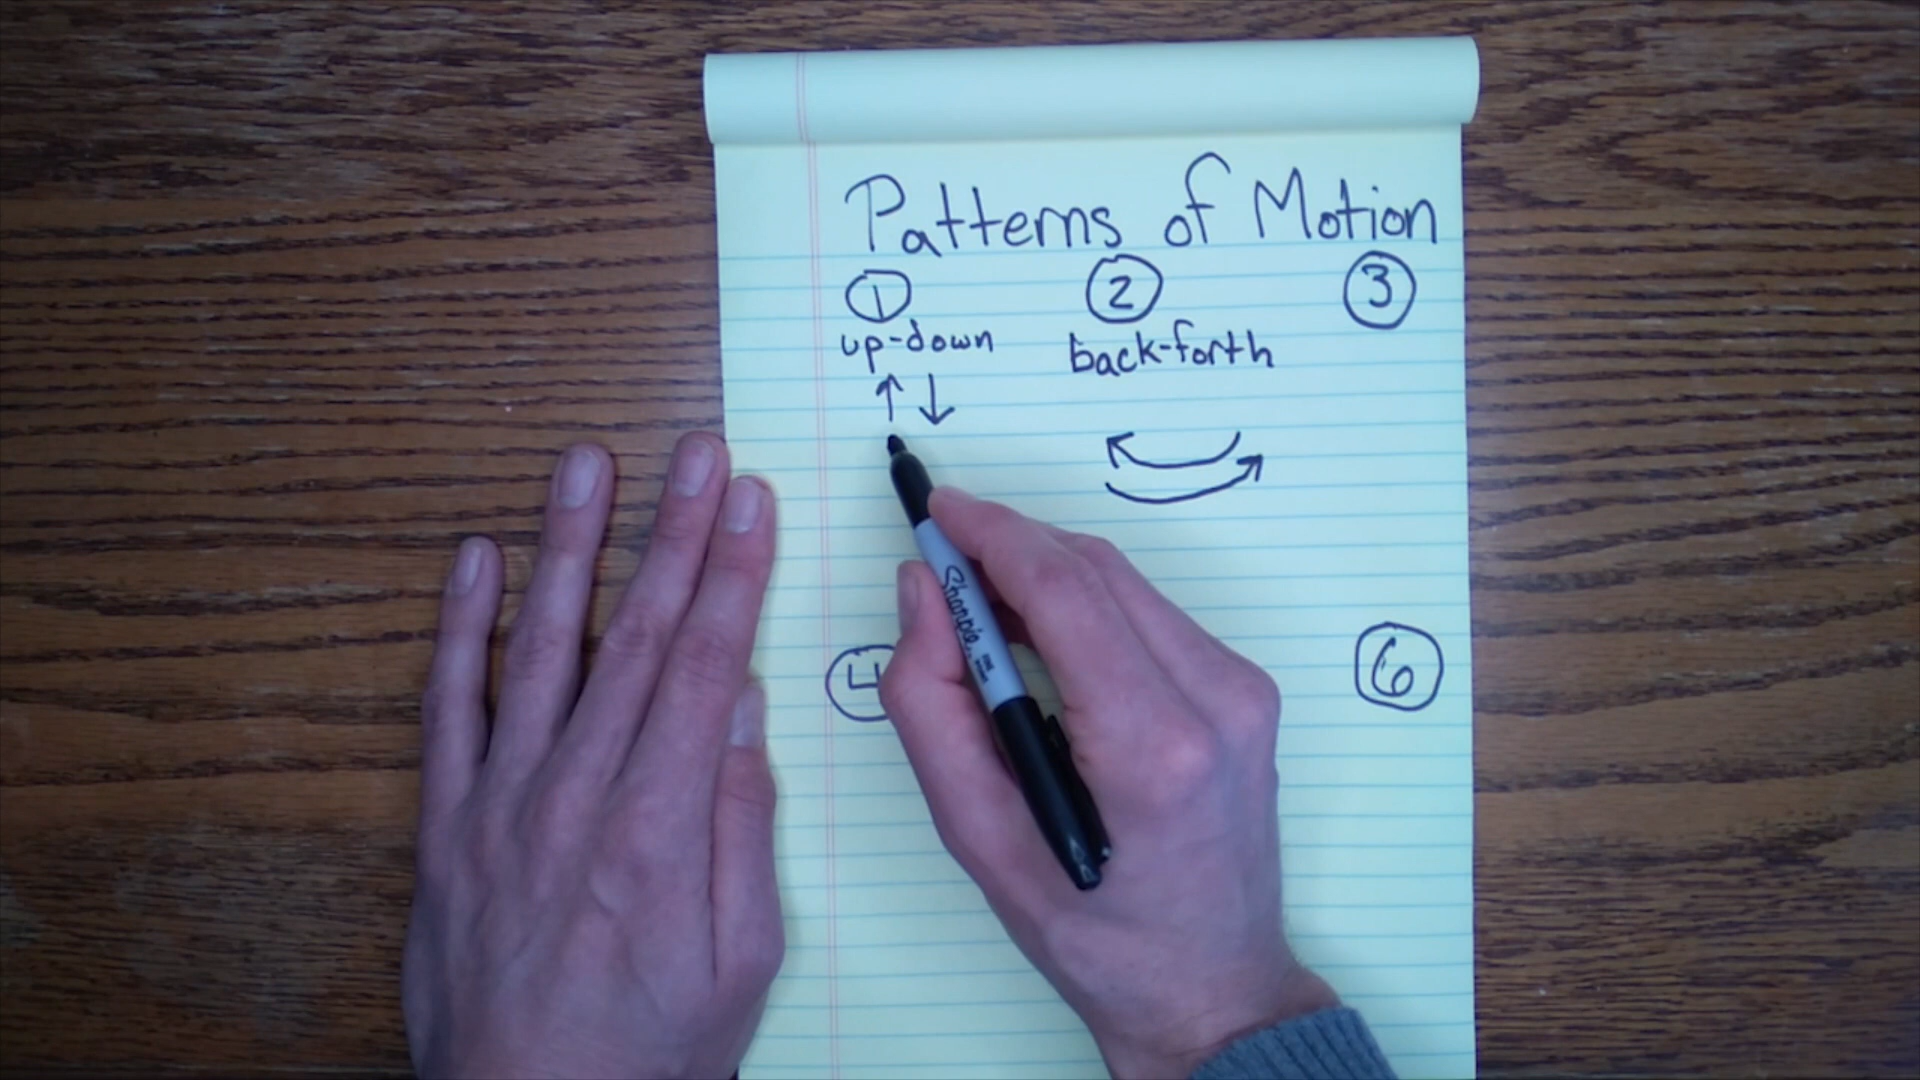 Patterns of Motion
1 2 3
up-down back-forth
4 6
Sharpie